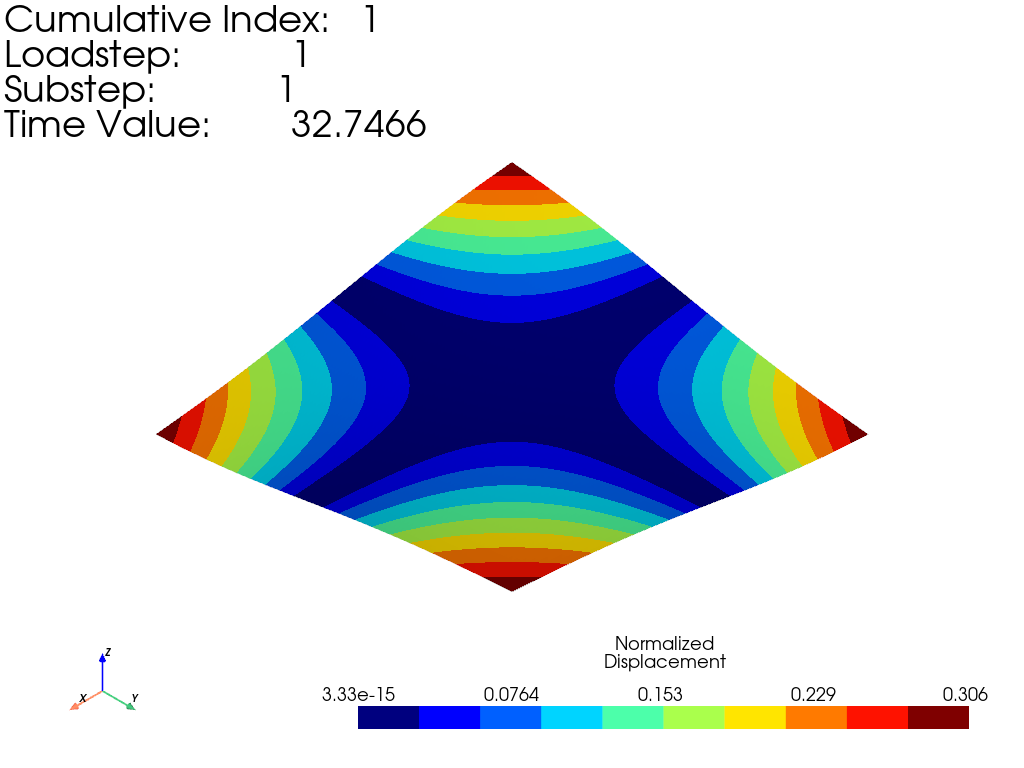 Cumulative Index: 1
Loadstep: 1
Substep: 1
Time Value: 32.7466
Normalized
Displacement
3.33e-15 0.0764 0.153 0.229 0.306
Z
X Y